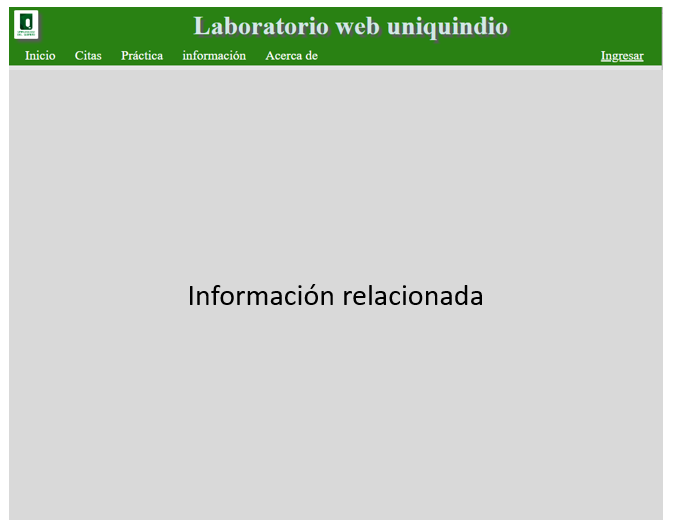 Laboratorio web uniquindio
Inicio Citas Práctica información Acerca de Ingresar
Información relacionada